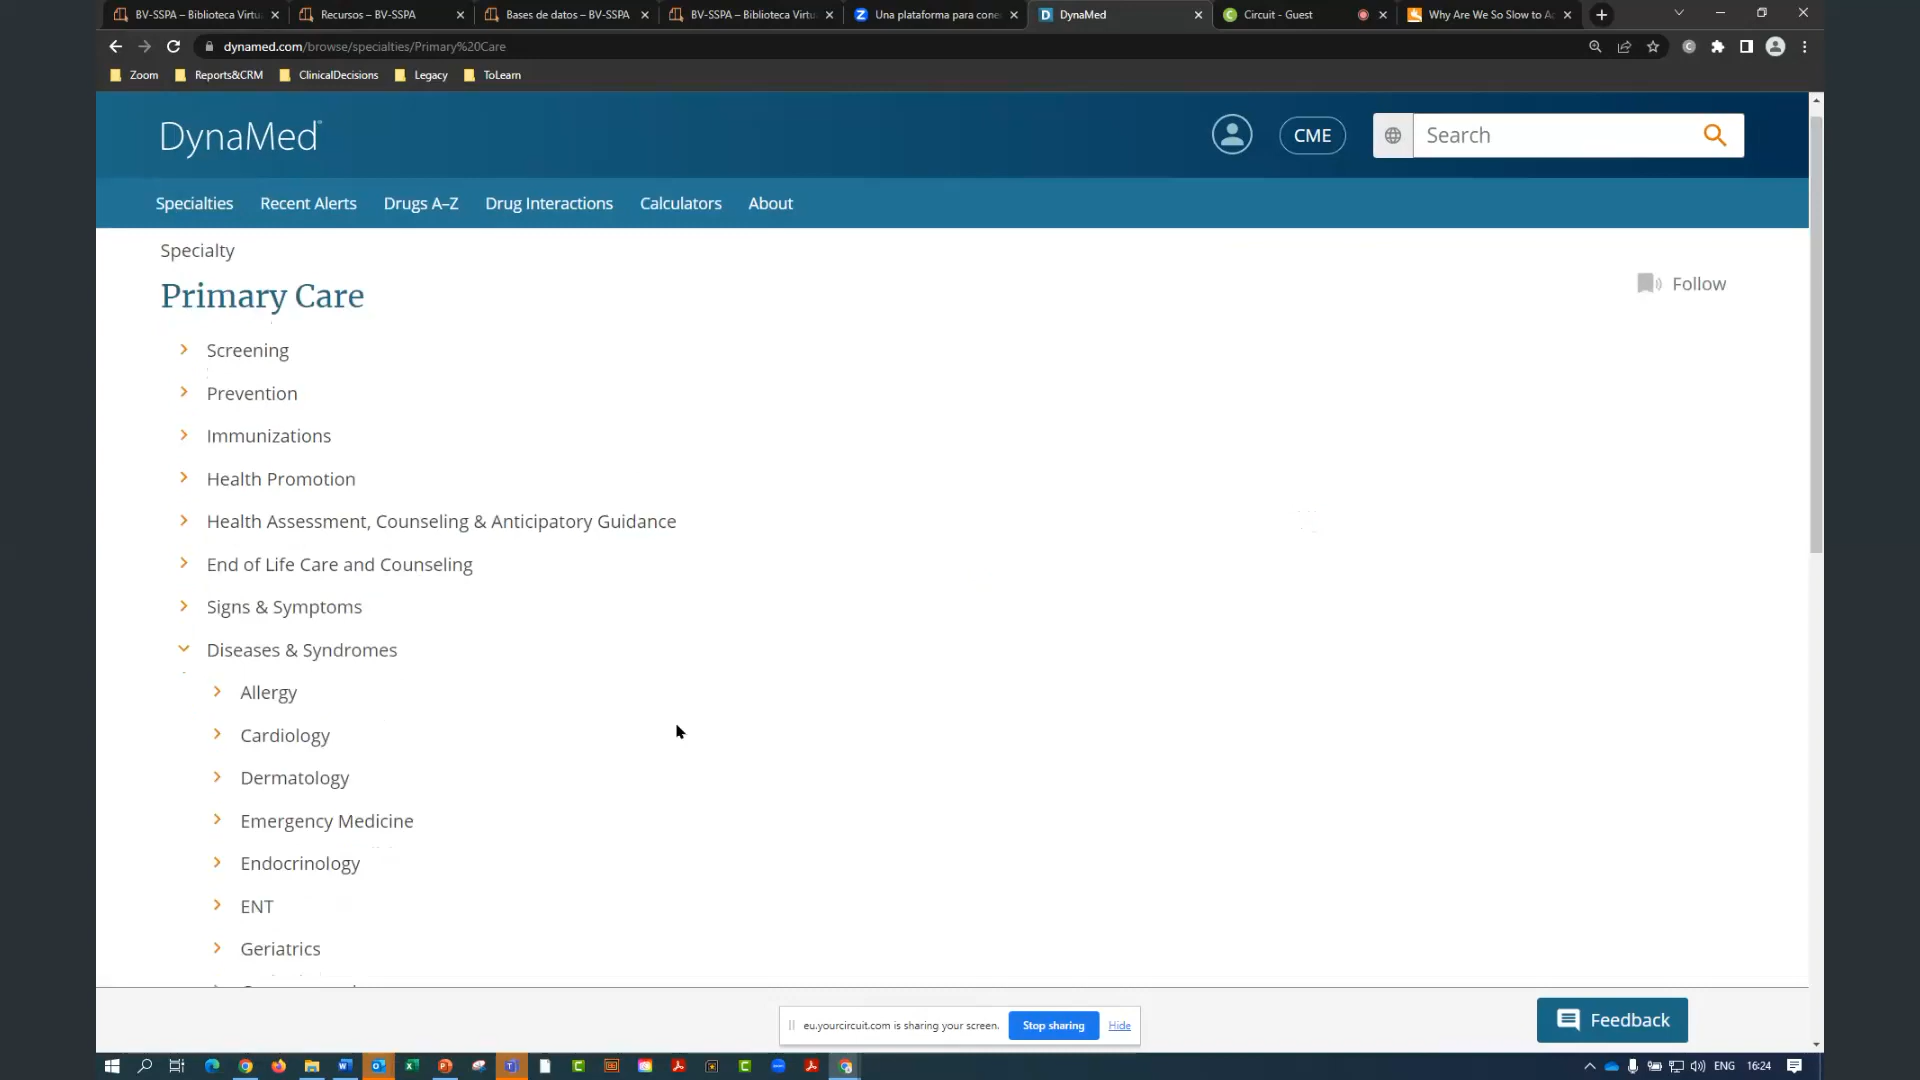 BV-SSPA – Biblioteca Virtu
Recursos – BV-SSPA
Bases de datos – BV-SSPA
BV-SSPA – Biblioteca Virtu
Una plataforma para cone
DynaMed
Circuit - Guest
Why Are We So Slow to A
dynamed.com/browse/specialties/Primary%20Care
Zoom
Reports&CRM
ClinicalDecisions
Legacy
ToLearn
DynaMed
CME
Search
Specialties
Recent Alerts
Drugs A–Z
Drug Interactions
Calculators
About
Specialty
Primary Care
Follow
Screening
Prevention
Immunizations
Health Promotion
Health Assessment, Counseling & Anticipatory Guidance
End of Life Care and Counseling
Signs & Symptoms
Diseases & Syndromes
Allergy
Cardiology
Dermatology
Emergency Medicine
Endocrinology
ENT
Geriatrics
eu.yourcircuit.com is sharing your screen.
Stop sharing
Hide
Feedback
ENG
16:24